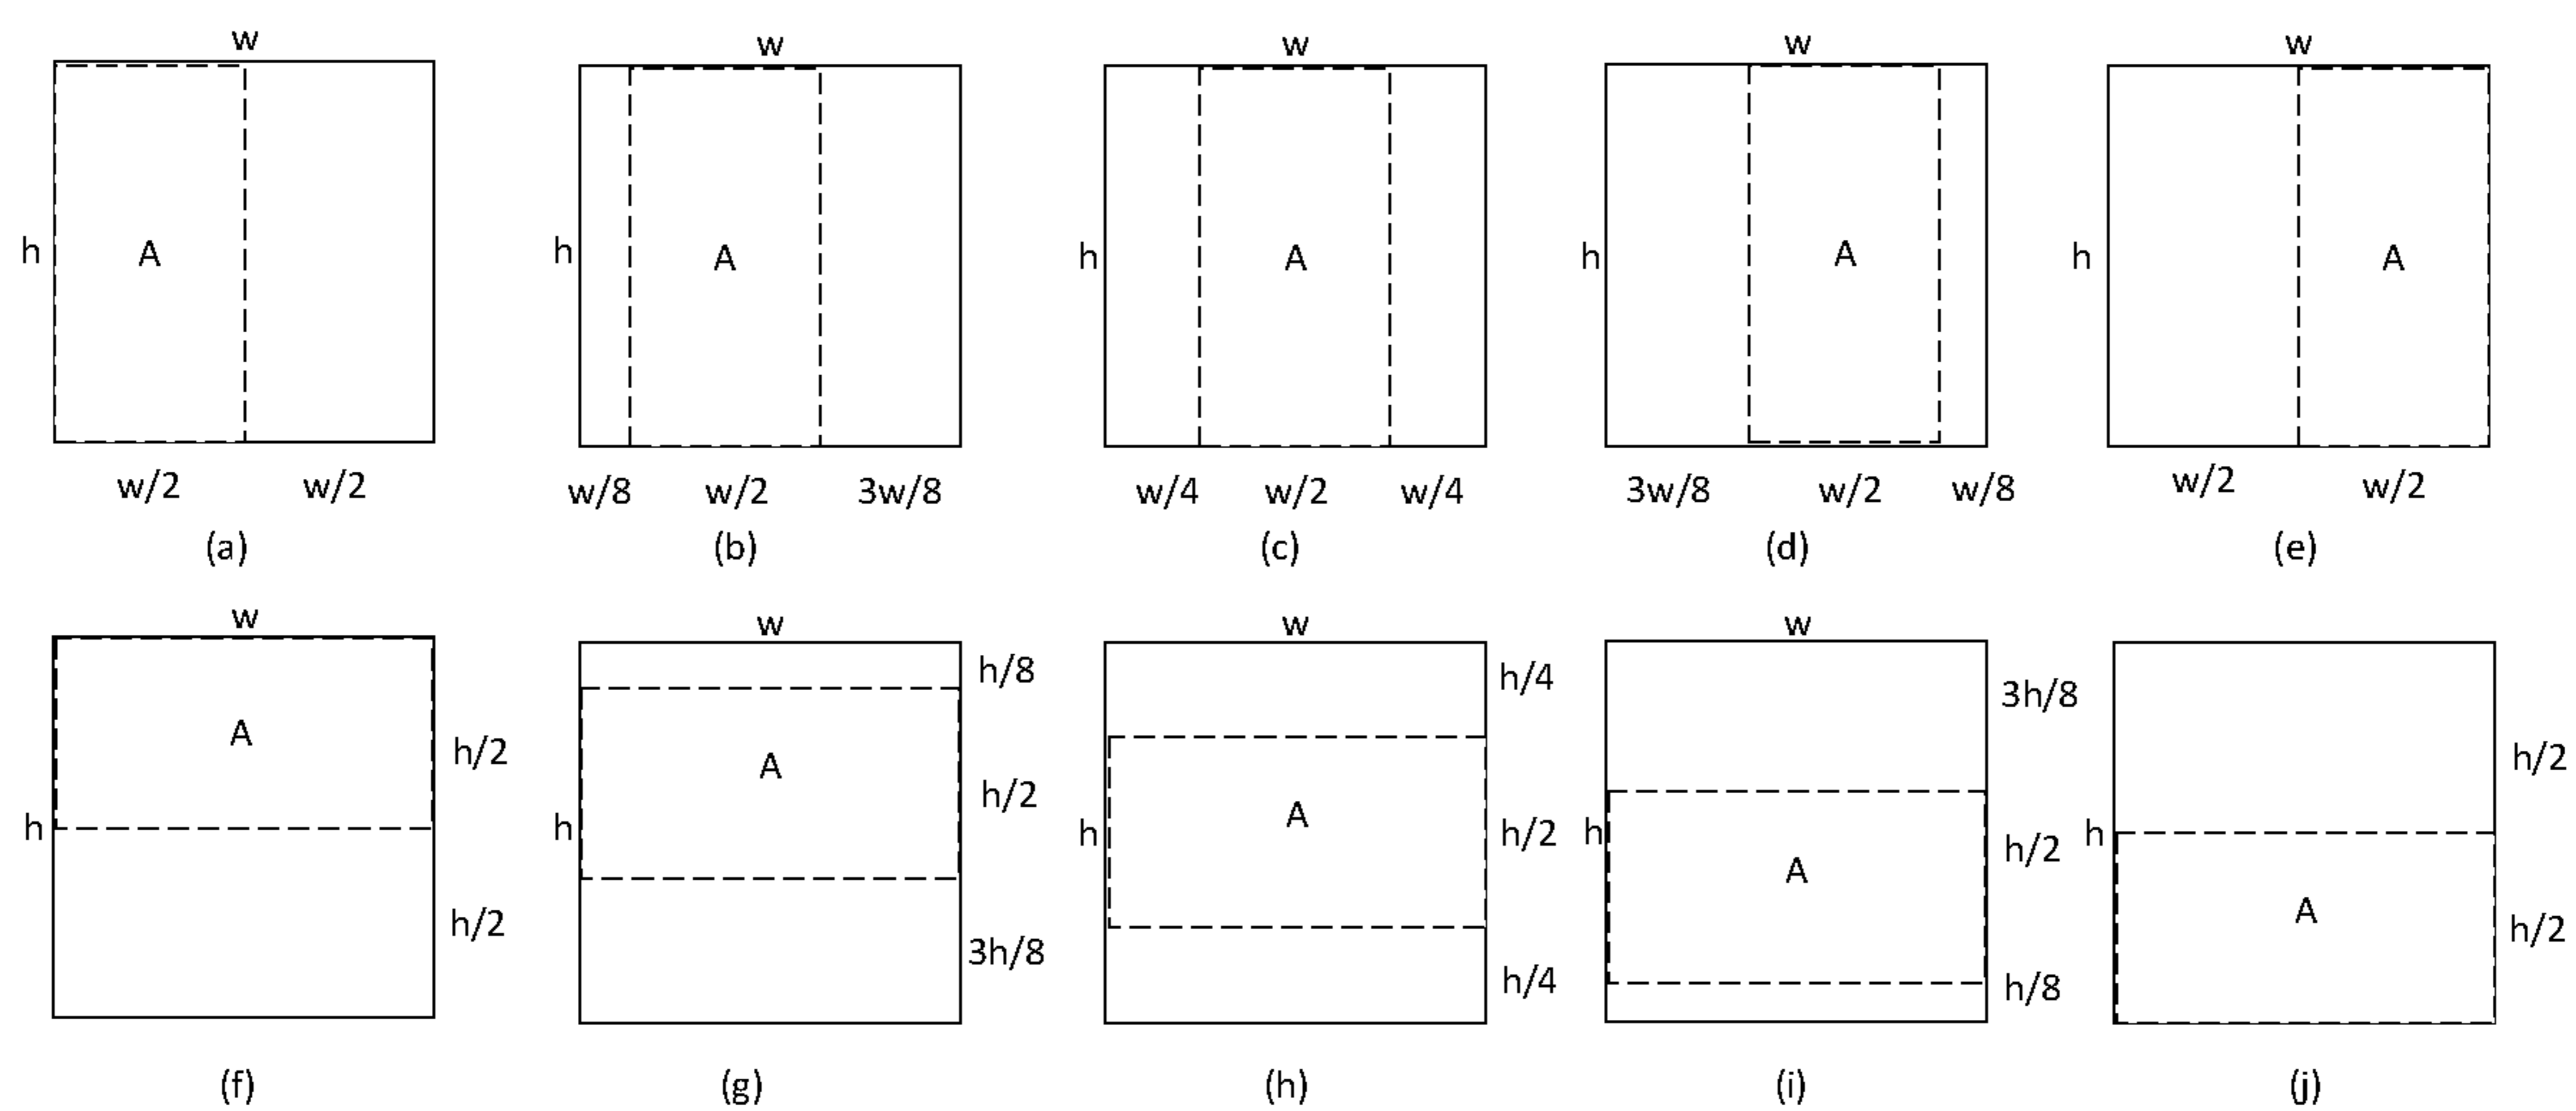 w w w w w
h A h A h A h A h A
w/2 w/2 w/8 w/2 3w/8 w/4 w/2 w/4 3w/8 w/2 w/8 w/2 w/2
(a) (b) (c) (d) (e)
w w w w
h/8 h/4 3h/8
A h/2 A h/2 A h/2 A h/2 h/2
h h h h h
A h/2
h/2 3h/8 h/4 h/8
(f) (g) (h) (i) (j)